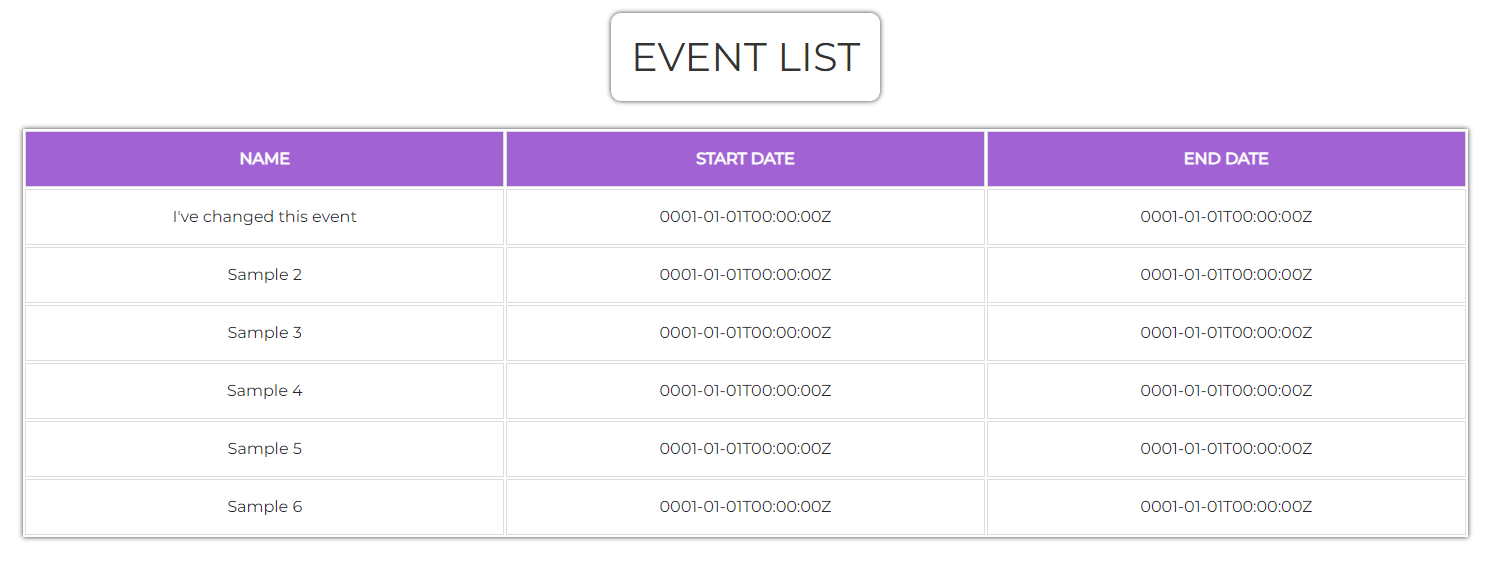 EVENT LIST
NAME START DATE END DATE
I've changed this event 0001-01-01T00:00:00Z 0001-01-01T00:00:00Z
Sample 2 0001-01-01T00:00:00Z 0001-01-01T00:00:00Z
Sample 3 0001-01-01T00:00:00Z 0001-01-01T00:00:00Z
Sample 4 0001-01-01T00:00:00Z 0001-01-01T00:00:00Z
Sample 5 0001-01-01T00:00:00Z 0001-01-01T00:00:00Z
Sample 6 0001-01-01T00:00:00Z 0001-01-01T00:00:00Z